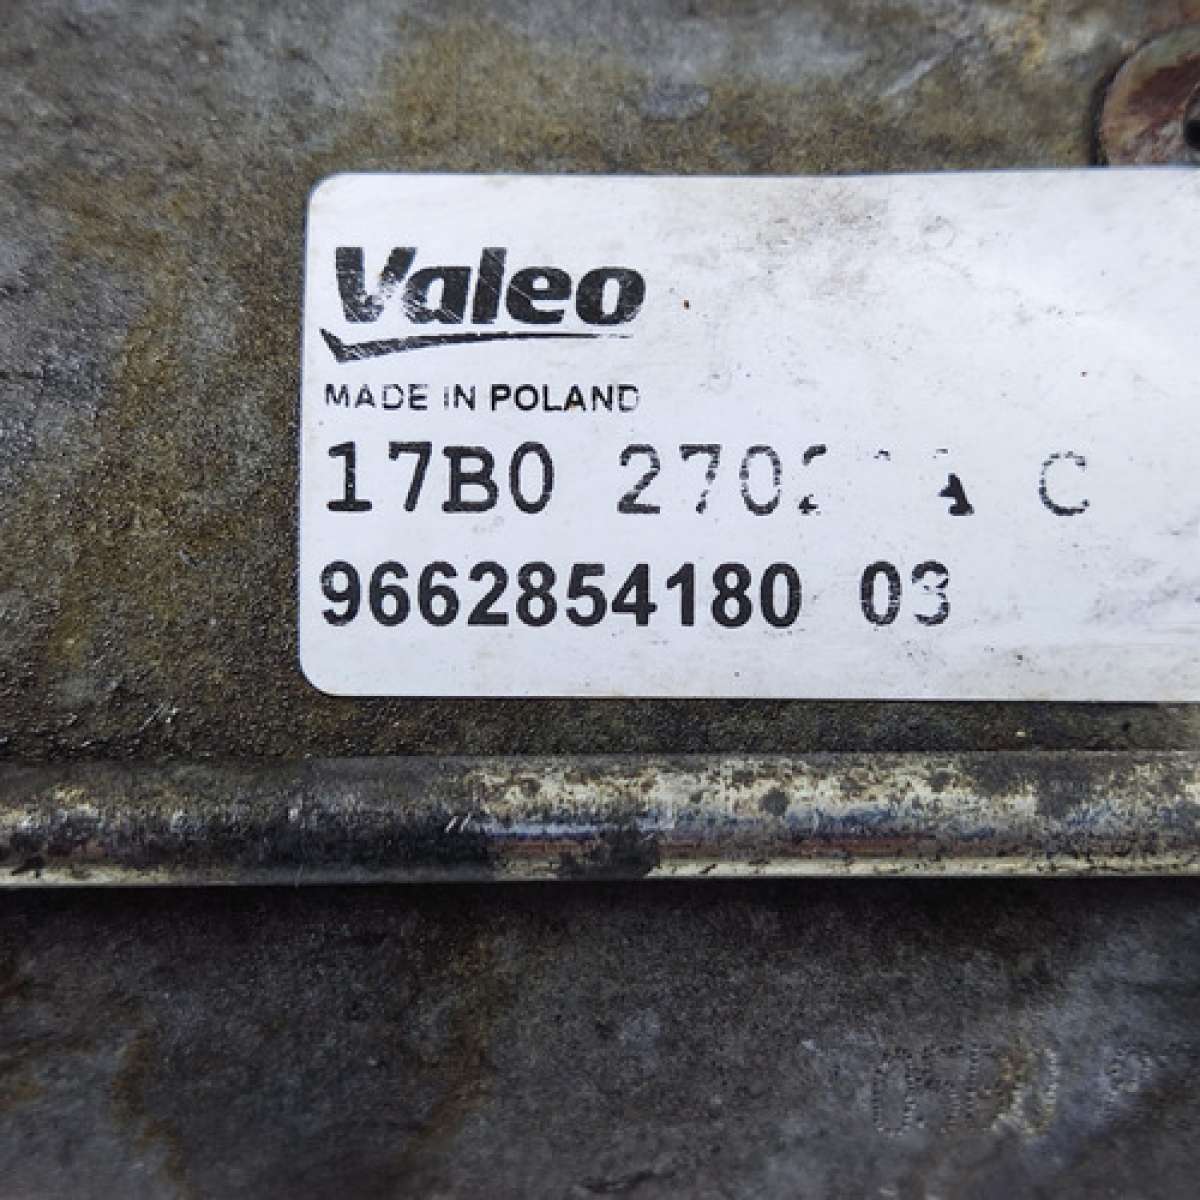 Valeo
MADE IN POLAND
17B0 C
9662854180 03